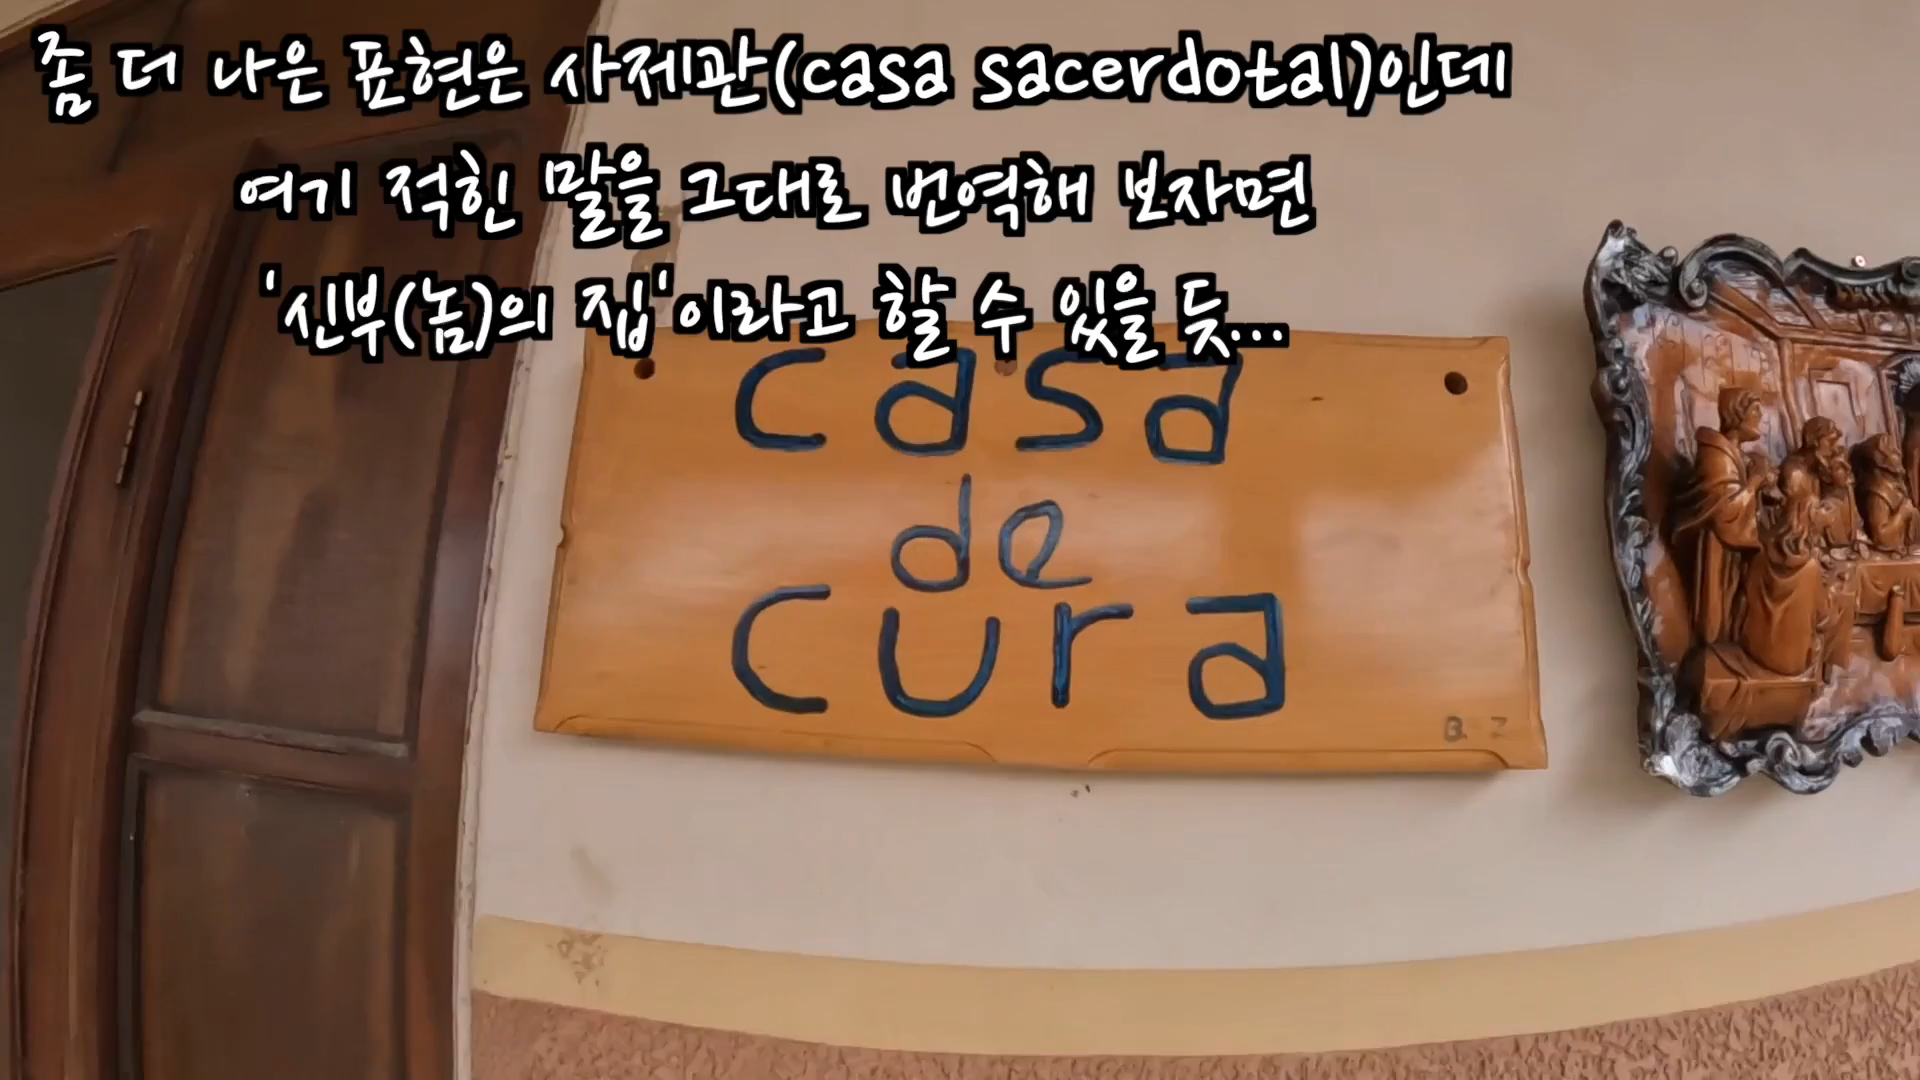 좀 더 나은 표현은 사제관(casa sacerdotal)인데
여기 적힌 말을 그대로 번역해 보자면
'신부(놈)의 집'이라고 할 수 있을 듯...
casa
de
cura
B. Z